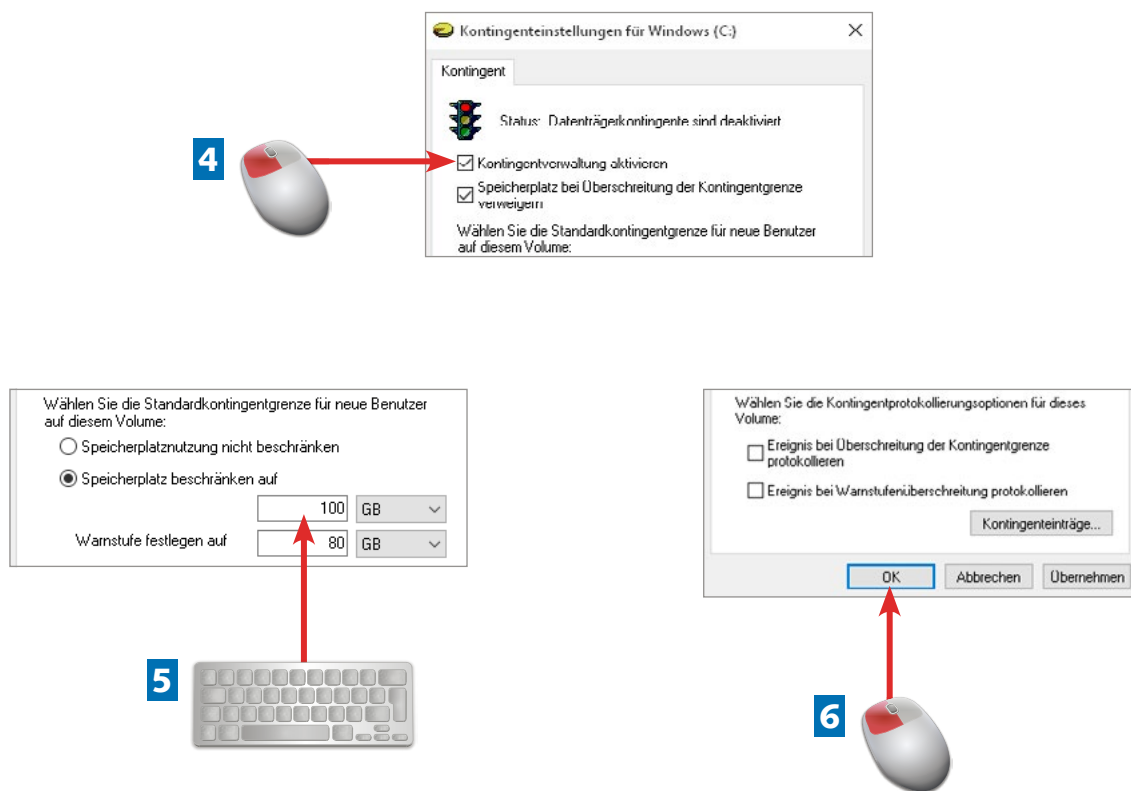 Kontingenteinstellungen für Windows (C:)
Kontingent
Status: Datenträgerkontingente sind deaktiviert
4
Kontingentverwaltung aktivieren
Speicherplatz bei Überschreitung der Kontingentgrenze
verweigern
Wählen Sie die Standardkontingentgrenze für neue Benutzer
auf diesem Volume:
Wählen Sie die Standardkontingentgrenze für neue Benutzer
auf diesem Volume:
Speicherplatznutzung nicht beschränken
Speicherplatz beschränken auf
100 GB
Warnstufe festlegen auf 80 GB
5
Wählen Sie die Kontingentprotokollierungsoptionen für dieses
Volume:
Ereignis bei Überschreitung der Kontingentgrenze
protokollieren
Ereignis bei Warnstufenüberschreitung protokollieren
Kontingenteinträge...
OK Abbrechen Übernehmen
6